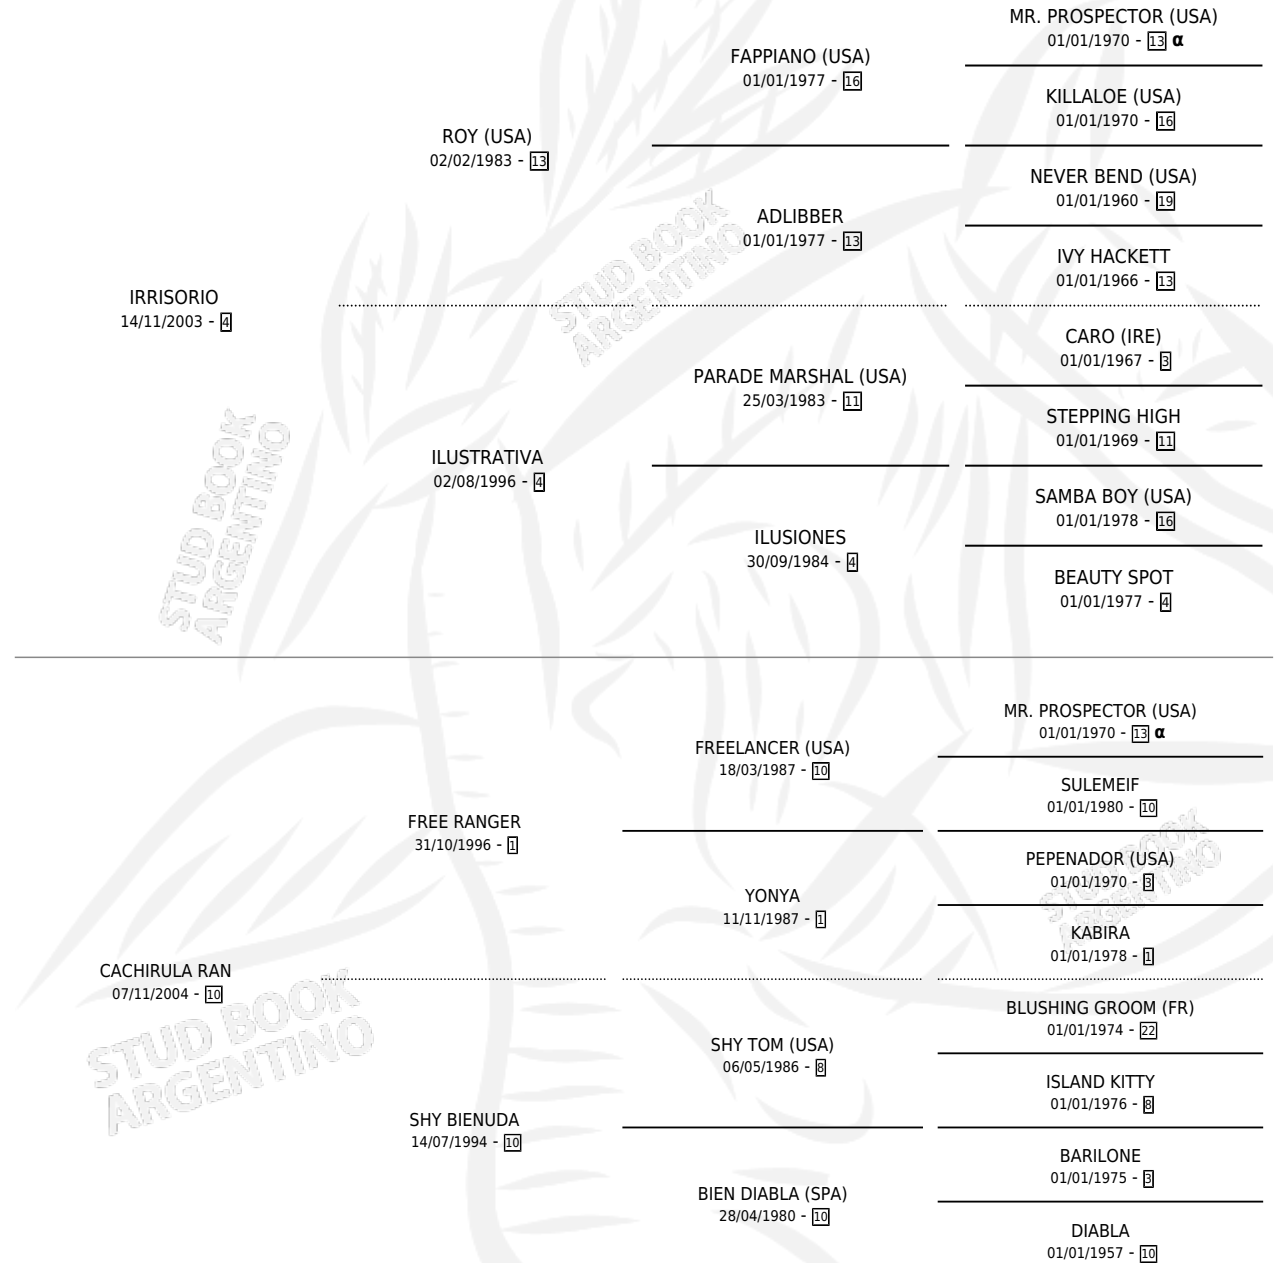 MR. PROSPECTOR (USA)
01/01/1970 - 13 α
FAPPIANO (USA)
01/01/1977 - 16
KILLALOE (USA)
01/01/1970 - 16
ROY (USA)
02/02/1983 - 13
NEVER BEND (USA)
01/01/1960 - 19
ADLIBBER
01/01/1977 - 13
IVY HACKETT
01/01/1966 - 13
IRRISORIO
14/11/2003 - 4
CARO (IRE)
01/01/1967 - 3
PARADE MARSHAL (USA)
25/03/1983 - 11
STEPPING HIGH
01/01/1969 - 11
ILUSTRATIVA
02/08/1996 - 4
SAMBA BOY (USA)
01/01/1978 - 16
ILUSIONES
30/09/1984 - 4
BEAUTY SPOT
01/01/1977 - 4
MR. PROSPECTOR (USA)
01/01/1970 - 13 α
FREELANCER (USA)
18/03/1987 - 10
SULEMEIF
01/01/1980 - 10
FREE RANGER
31/10/1996 - 1
PEPENADOR (USA)
01/01/1970 - 3
YONYA
11/11/1987 - 1
KABIRA
01/01/1978 - 1
CACHIRULA RAN
07/11/2004 - 10
BLUSHING GROOM (FR)
01/01/1974 - 22
SHY TOM (USA)
06/05/1986 - 8
ISLAND KITTY
01/01/1976 - 8
SHY BIENUDA
14/07/1994 - 10
BARILONE
01/01/1975 - 3
BIEN DIABLA (SPA)
28/04/1980 - 10
DIABLA
01/01/1957 - 10
STUD BOOK
ARGENTINO
STUD BOOK
ARGENTINO
STUD BOOK
ARGENTINO
STUD BOOK
ARGENTINO